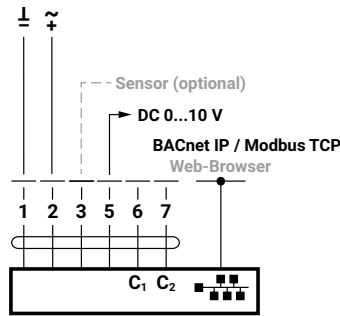 ⊥ ~
= +
Sensor (optional)
DC 0...10 V
BACnet IP / Modbus TCP
Web-Browser
1 2 3 5 6 7
C₁ C₂